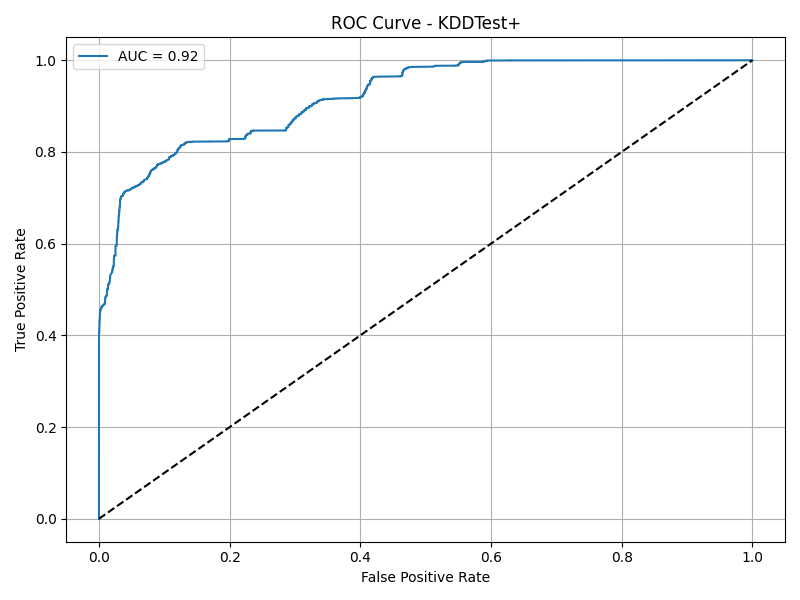 ROC Curve - KDDTest+
AUC = 0.92
True Positive Rate
1.0
0.8
0.6
0.4
0.2
0.0
0.0 0.2 0.4 0.6 0.8 1.0
False Positive Rate